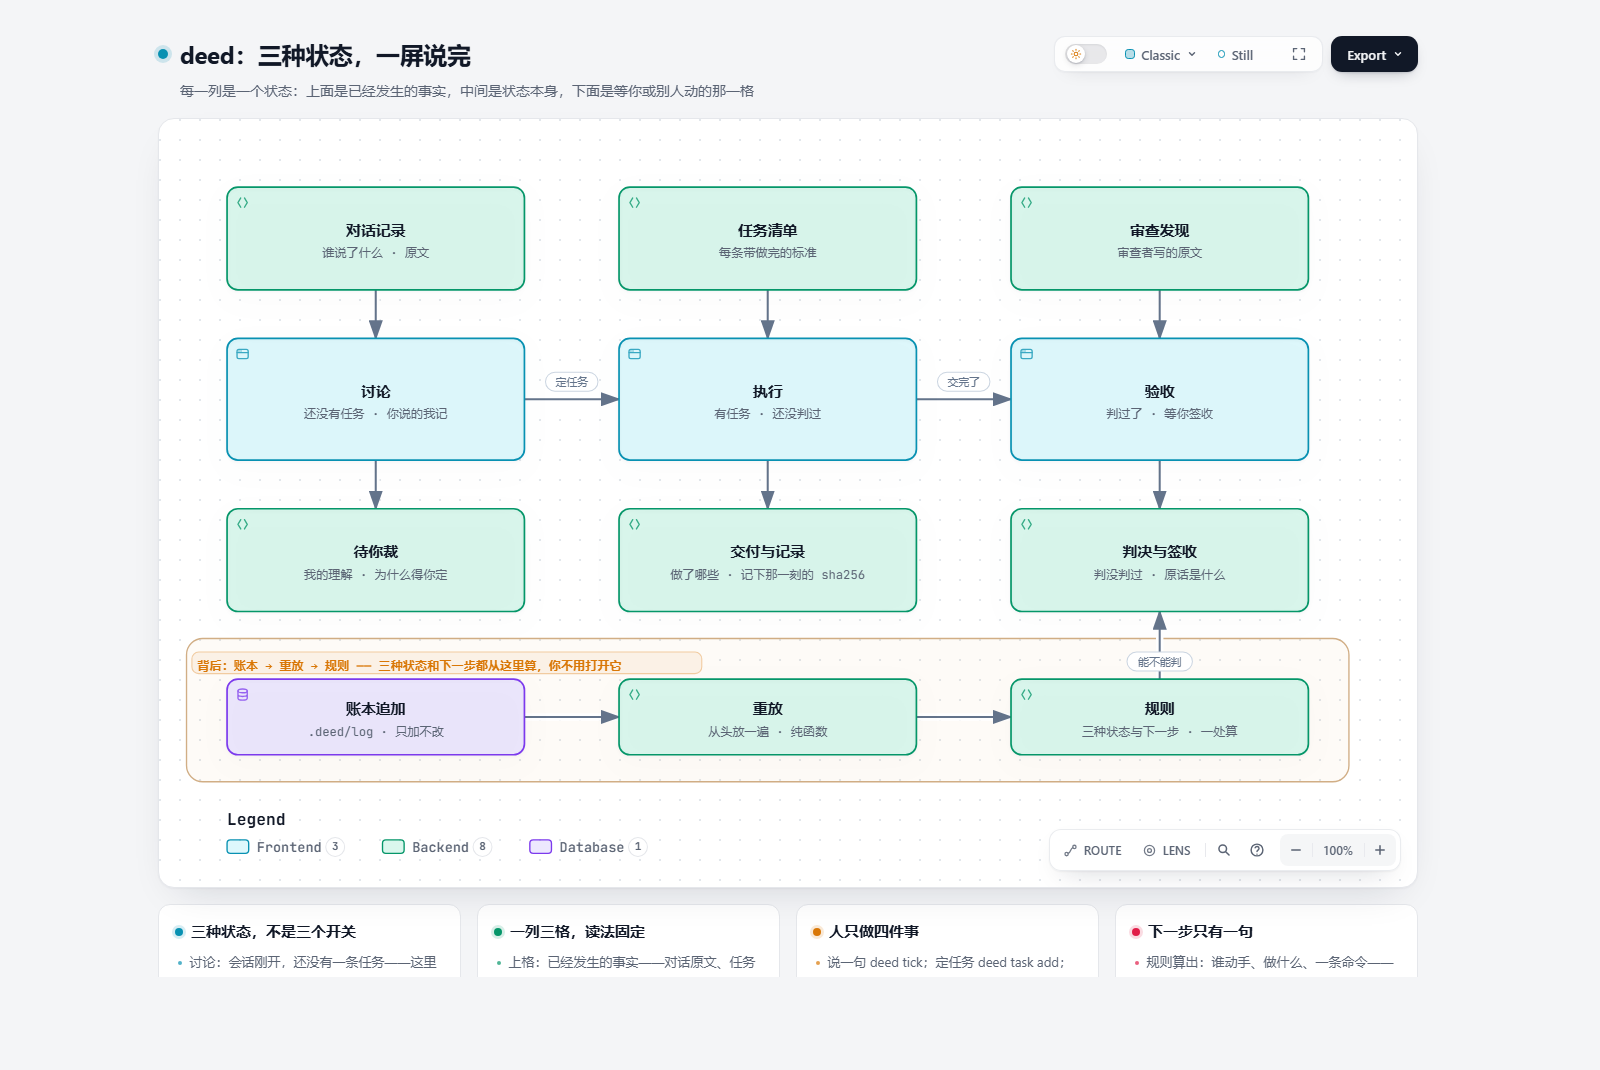 deed：三种状态，一屏说完
Classic
Still
Export
每一列是一个状态：上面是已经发生的事实，中间是状态本身，下面是等你或别人动的那一格
对话记录
谁说了什么 · 原文
任务清单
每条带做完的标准
审查发现
审查者写的原文
讨论
还没有任务 · 你说的我记
定任务
执行
有任务 · 还没判过
交完了
验收
判过了 · 等你签收
待你裁
我的理解 · 为什么得你定
交付与记录
做了哪些 · 记下那一刻的 sha256
判决与签收
判没判过 · 原话是什么
背后：账本 → 重放 → 规则 — 三种状态和下一步都从这里算，你不用打开它
能不能判
账本追加
.deed/log · 只加不改
重放
从头放一遍 · 纯函数
规则
三种状态与下一步 · 一处算
Legend
Frontend 3
Backend 8
Database 1
ROUTE
LENS
100%
三种状态，不是三个开关
讨论：会话刚开，还没有一条任务——这里
一列三格，读法固定
上格：已经发生的事实——对话原文、任务
人只做四件事
说一句 deed tick；定任务 deed task add；
下一步只有一句
规则算出：谁动手、做什么、一条命令——